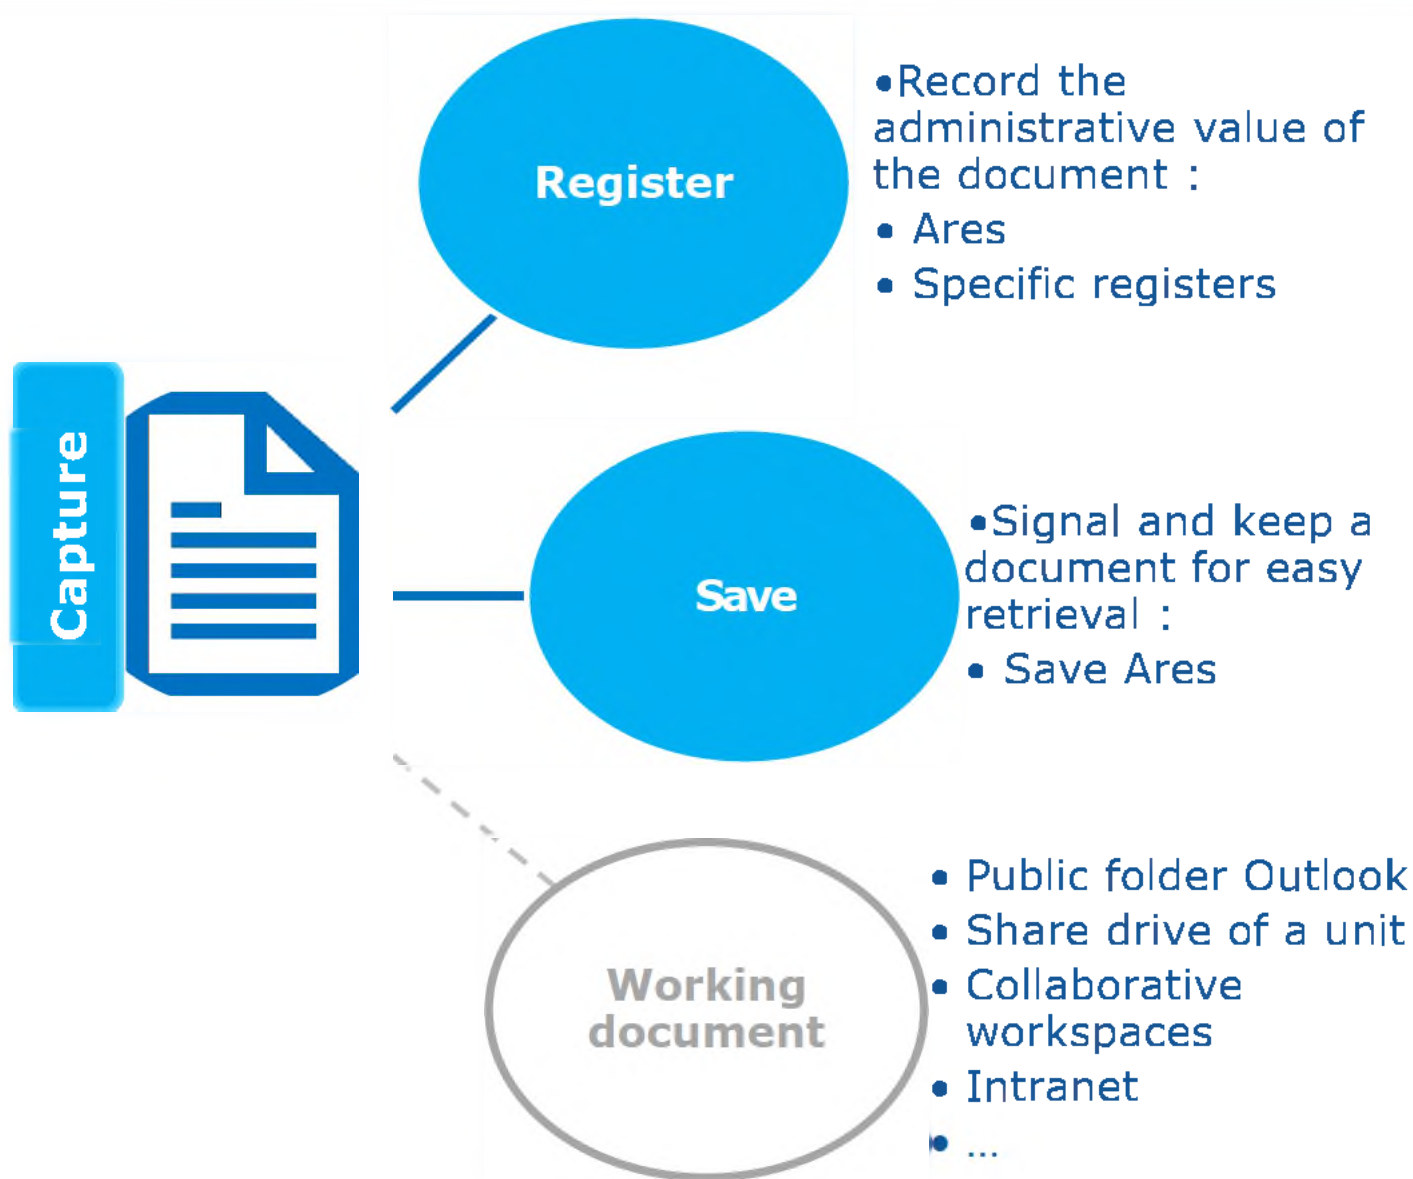 Capture
Register
•Record the
administrative value of
the document :
• Ares
• Specific registers
Save
•Signal and keep a
document for easy
retrieval :
• Save Ares
Working
document
• Public folder Outlook
• Share drive of a unit
• Collaborative
workspaces
• Intranet
• ...